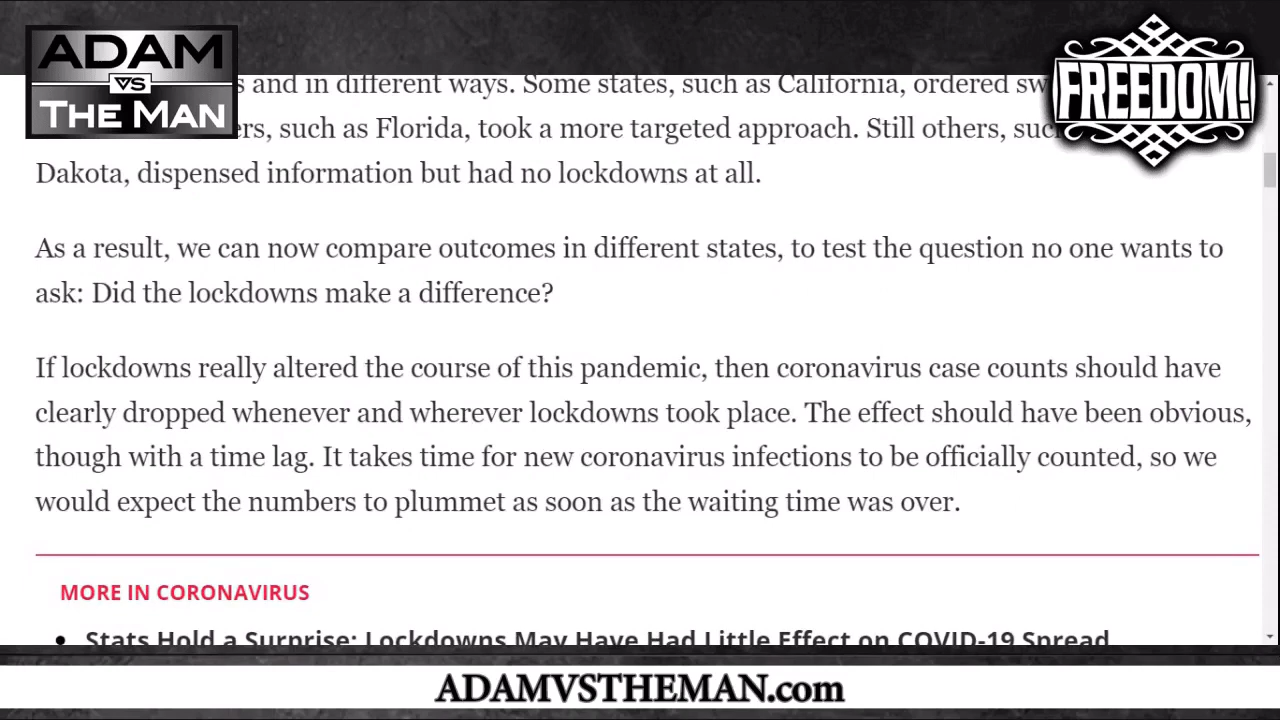 ADAM
VS
THE MAN
FREEDOM!
s and in different ways. Some states, such as California, ordered
ers, such as Florida, took a more targeted approach. Still others,
Dakota, dispensed information but had no lockdowns at all.
As a result, we can now compare outcomes in different states, to test the question no one wants to
ask: Did the lockdowns make a difference?
If lockdowns really altered the course of this pandemic, then coronavirus case counts should have
clearly dropped whenever and wherever lockdowns took place. The effect should have been obvious,
though with a time lag. It takes time for new coronavirus infections to be officially counted, so we
would expect the numbers to plummet as soon as the waiting time was over.
MORE IN CORONAVIRUS
• Stats Hold a Surprise: Lockdowns May Have Had Little Effect on COVID-19 Spread
ADAMVSTHEMAN.com